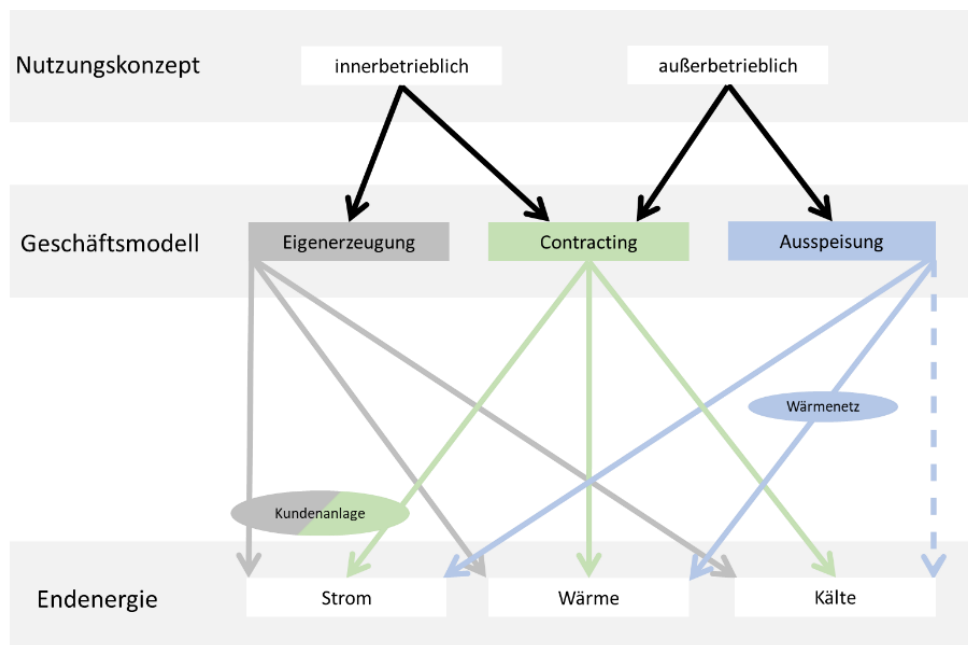 Nutzungskonzept
innerbetrieblich
außerbetrieblich
Geschäftsmodell
Eigenerzeugung
Contracting
Ausspeisung
Wärmenetz
Kundenanlage
Endenergie
Strom
Wärme
Kälte